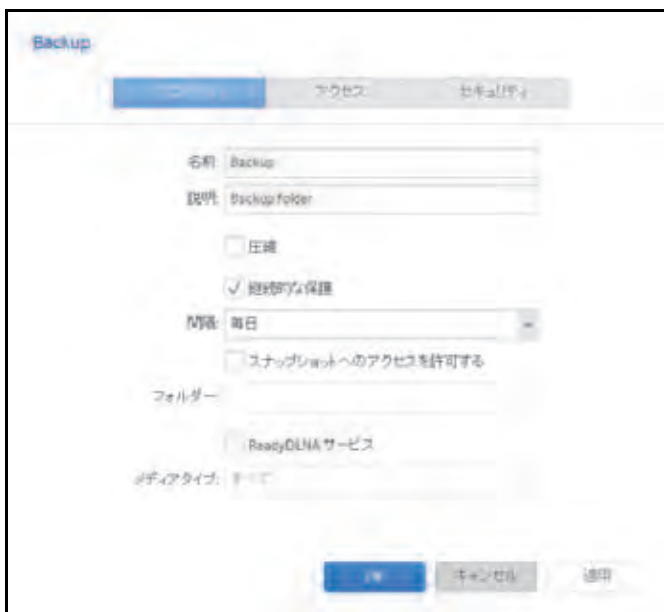 Backup
アクセス セキュリティ
名前: Backup
説明: Backup folder
圧縮
継続的な保護
間隔: 毎日
スナップショットへのアクセスを許可する
フォルダー
ReadyDLNA サービス
メディアタイプ: すべて
OK キャンセル 適用